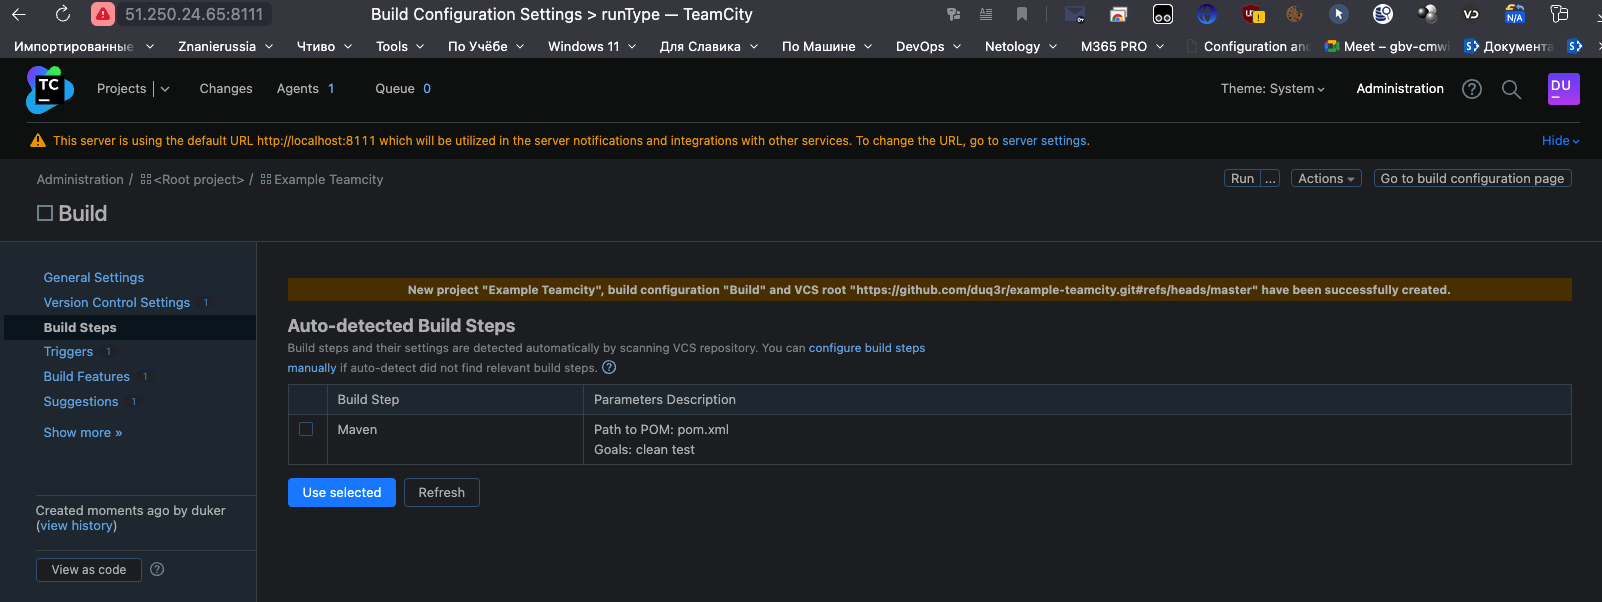 51.250.24.65:8111 Build Configuration Settings > runType — TeamCity
Импортированные Znanierussia Чтиво Tools По Учёбе Windows 11 Для Славика По Машине DevOps Netology M365 PRO Configuration and Meet – gbv-cmwi Документа
TC Projects Changes Agents 1 Queue 0 Theme: System Administration DU
This server is using the default URL http://localhost:8111 which will be utilized in the server notifications and integrations with other services. To change the URL, go to server settings. Hide
Administration / <Root project> / Example Teamcity Run ... Actions Go to build configuration page
Build
General Settings
Version Control Settings 1
Build Steps
Triggers 1
Build Features 1
Suggestions 1
Show more »
Created moments ago by duker
(view history)
View as code
New project "Example Teamcity", build configuration "Build" and VCS root "https://github.com/duq3r/example-teamcity.git#refs/heads/master" have been successfully created.
Auto-detected Build Steps
Build steps and their settings are detected automatically by scanning VCS repository. You can configure build steps
manually if auto-detect did not find relevant build steps.
Build Step Parameters Description
Maven Path to POM: pom.xml
Goals: clean test
Use selected Refresh